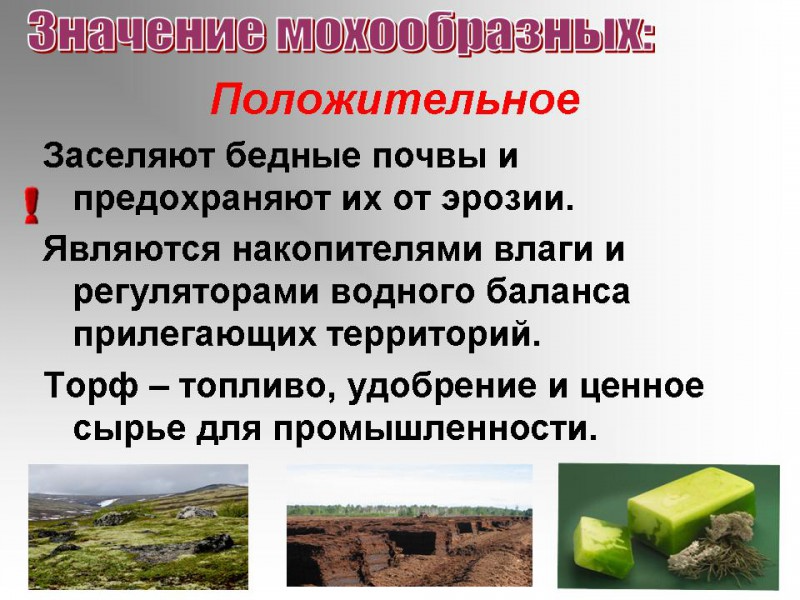 Значение мохообразных:
Положительное
Заселяют бедные почвы и
предохраняют их от эрозии.
!
Являются накопителями влаги и
регуляторами водного баланса
прилегающих территорий.
Торф – топливо, удобрение и ценное
сырье для промышленности.